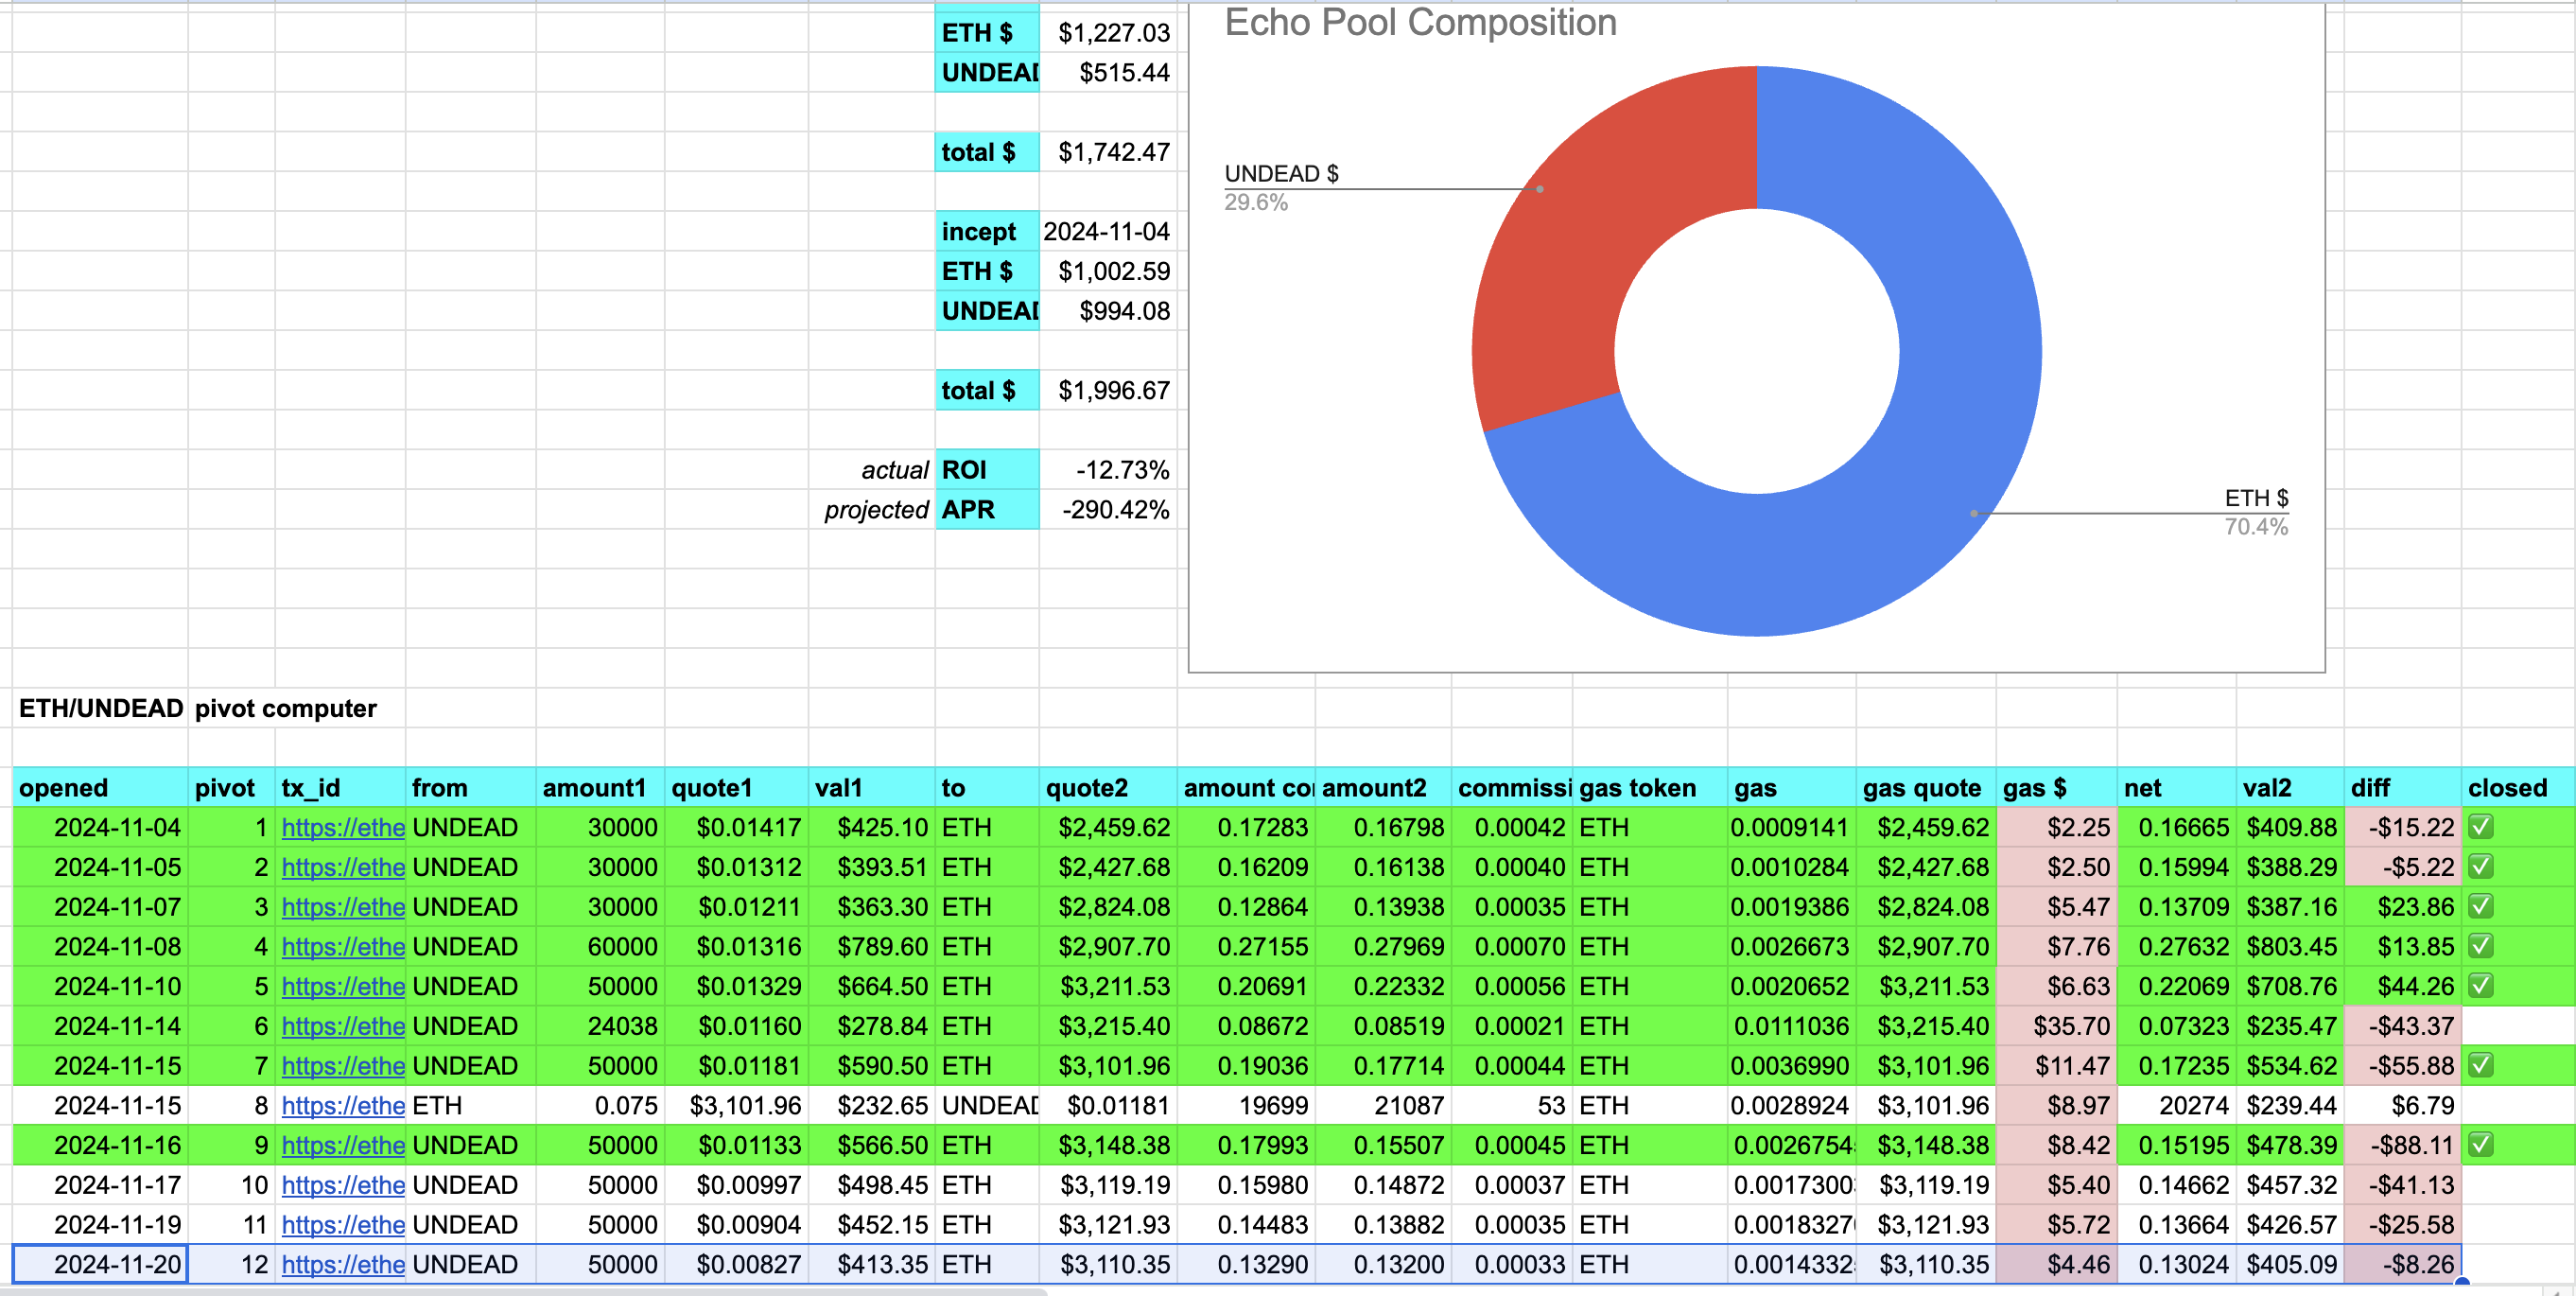 Echo Pool Composition
ETH $ $1,227.03
UNDEAD $515.44
UNDEAD $
29.6%
total $ $1,742.47
incept 2024-11-04
ETH $ $1,002.59
UNDEAD $994.08
total $ $1,996.67
actual ROI -12.73%
projected APR -290.42%
ETH $
70.4%
ETH/UNDEAD pivot computer
opened pivot tx_id from amount1 quote1 val1 to quote2 amount co amount2 commissi gas token gas gas quote gas $ net val2 diff closed
2024-11-04 1 https://ethe UNDEAD 30000 $0.01417 $425.10 ETH $2,459.62 0.17283 0.16798 0.00042 ETH 0.0009141 $2,459.62 $2.25 0.16665 $409.88 -$15.22 ✅
2024-11-05 2 https://ethe UNDEAD 30000 $0.01312 $393.51 ETH $2,427.68 0.16209 0.16138 0.00040 ETH 0.0010284 $2,427.68 $2.50 0.15994 $388.29 -$5.22 ✅
2024-11-07 3 https://ethe UNDEAD 30000 $0.01211 $363.30 ETH $2,824.08 0.12864 0.13938 0.00035 ETH 0.0019386 $2,824.08 $5.47 0.13709 $387.16 $23.86 ✅
2024-11-08 4 https://ethe UNDEAD 60000 $0.01316 $789.60 ETH $2,907.70 0.27155 0.27969 0.00070 ETH 0.0026673 $2,907.70 $7.76 0.27632 $803.45 $13.85 ✅
2024-11-10 5 https://ethe UNDEAD 50000 $0.01329 $664.50 ETH $3,211.53 0.20691 0.22332 0.00056 ETH 0.0020652 $3,211.53 $6.63 0.22069 $708.76 $44.26 ✅
2024-11-14 6 https://ethe UNDEAD 24038 $0.01160 $278.84 ETH $3,215.40 0.08672 0.08519 0.00021 ETH 0.0111036 $3,215.40 $35.70 0.07323 $235.47 -$43.37
2024-11-15 7 https://ethe UNDEAD 50000 $0.01181 $590.50 ETH $3,101.96 0.19036 0.17714 0.00044 ETH 0.0036990 $3,101.96 $11.47 0.17235 $534.62 -$55.88 ✅
2024-11-15 8 https://ethe ETH 0.075 $3,101.96 $232.65 UNDEAD $0.01181 19699 21087 53 ETH 0.0028924 $3,101.96 $8.97 20274 $239.44 $6.79
2024-11-16 9 https://ethe UNDEAD 50000 $0.01133 $566.50 ETH $3,148.38 0.17993 0.15507 0.00045 ETH 0.0026754 $3,148.38 $8.42 0.15195 $478.39 -$88.11 ✅
2024-11-17 10 https://ethe UNDEAD 50000 $0.00997 $498.45 ETH $3,119.19 0.15980 0.14872 0.00037 ETH 0.0017300 $3,119.19 $5.40 0.14662 $457.32 -$41.13
2024-11-19 11 https://ethe UNDEAD 50000 $0.00904 $452.15 ETH $3,121.93 0.14483 0.13882 0.00035 ETH 0.0018327 $3,121.93 $5.72 0.13664 $426.57 -$25.58
2024-11-20 12 https://ethe UNDEAD 50000 $0.00827 $413.35 ETH $3,110.35 0.13290 0.13200 0.00033 ETH 0.0014332 $3,110.35 $4.46 0.13024 $405.09 -$8.26